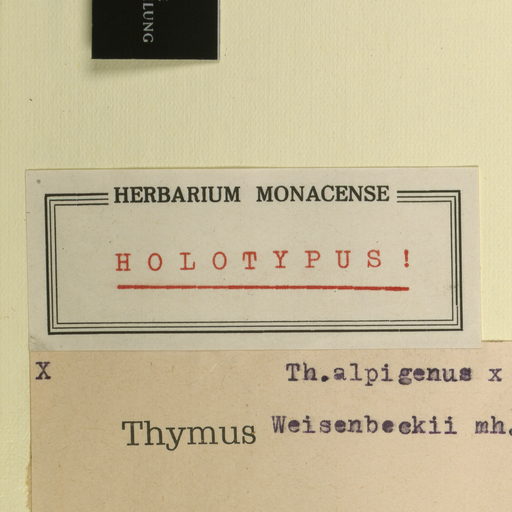 LUNG
HERBARIUM MONACENSE
HOLOTYPUS!
X Th.alpigenus x
Thymus Weisenbeckii mh.